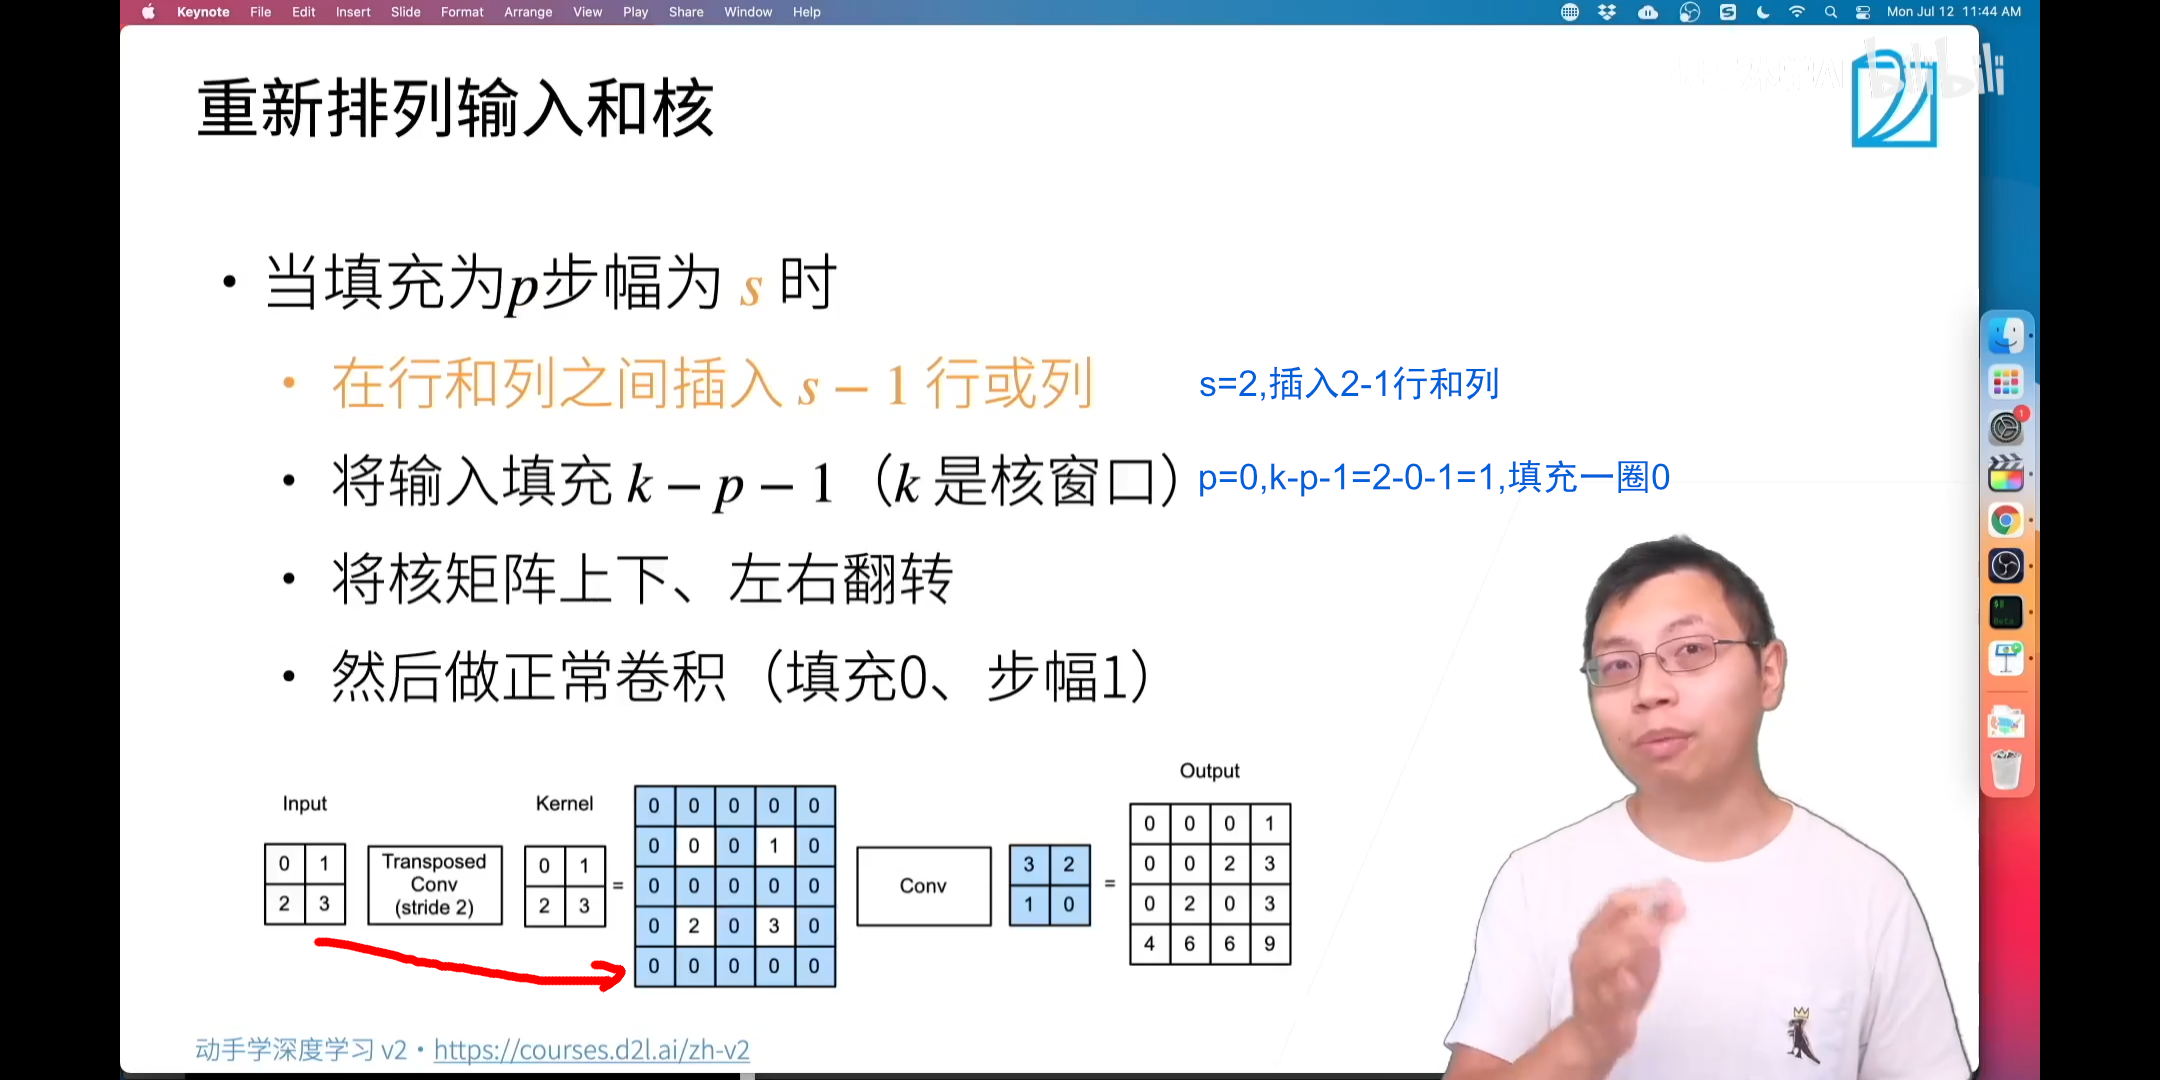 Keynote File Edit Insert Slide Format Arrange View Play Share Window Help Mon Jul 12 11:44 AM
bilibili
重新排列输入和核
• 当填充为p步幅为 s 时
• 在行和列之间插入 s − 1 行或列
s=2,插入2-1行和列
• 将输入填充 k − p − 1（k 是核窗口）
p=0,k-p-1=2-0-1=1,填充一圈0
• 将核矩阵上下、左右翻转
• 然后做正常卷积（填充0、步幅1）
Input
0 1
2 3
Transposed
Conv
(stride 2)
Kernel
0 1
2 3
=
0 0 0 0 0
0 0 0 1 0
0 0 0 0 0
0 2 0 3 0
0 0 0 0 0
Conv
3 2
1 0
=
Output
0 0 0 1
0 0 2 3
0 2 0 3
4 6 6 9
动手学深度学习 v2 • https://courses.d2l.ai/zh-v2
1